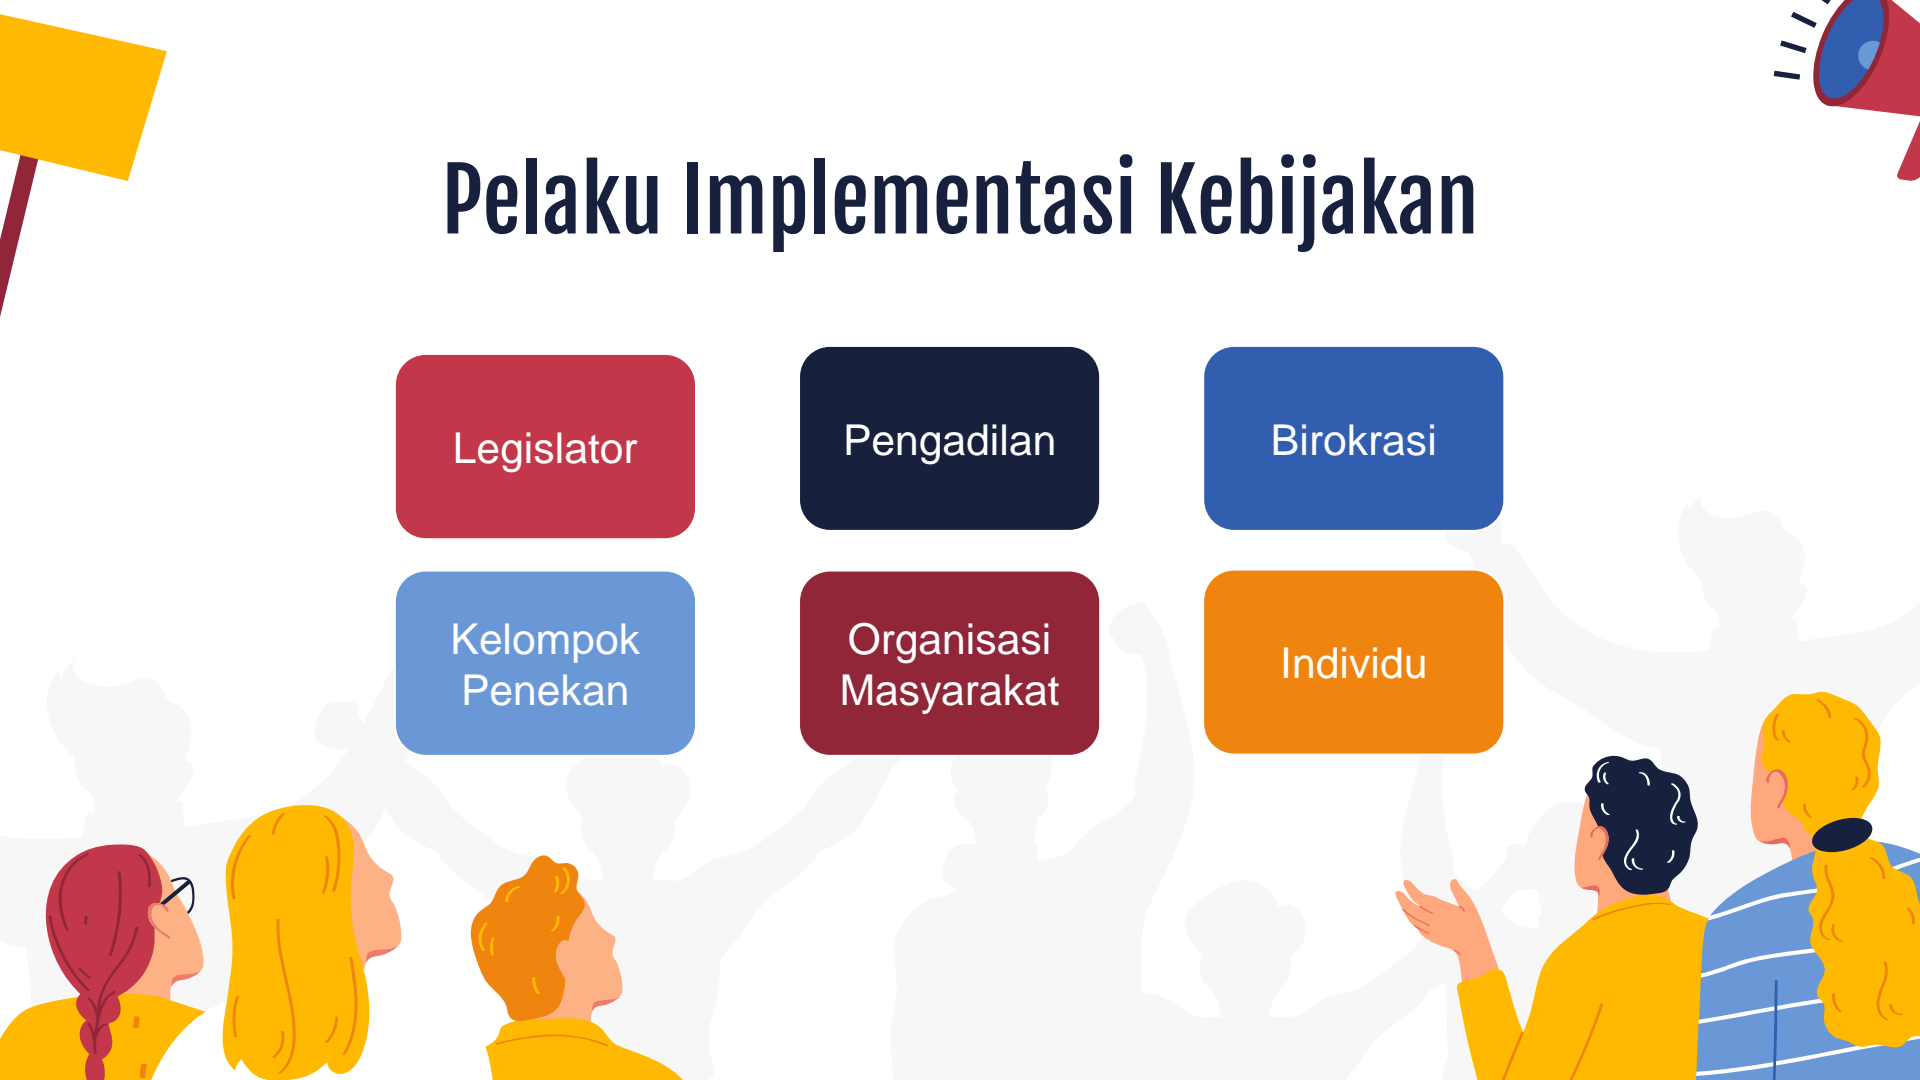 Pelaku Implementasi Kebijakan
Legislator
Pengadilan
Birokrasi
Kelompok
Penekan
Organisasi
Masyarakat
Individu